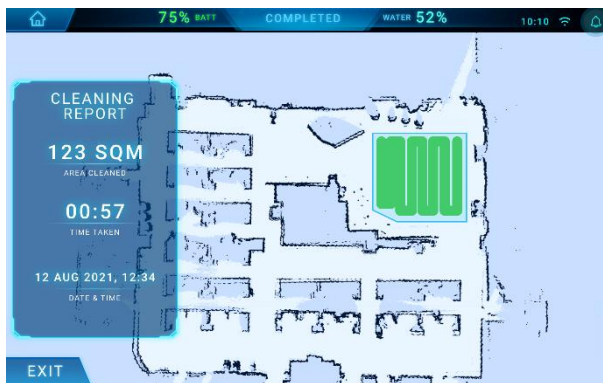 75% BATT
COMPLETED
WATER 52%
10:10
CLEANING
REPORT
123 SQM
AREA CLEANED
00:57
TIME TAKEN
12 AUG 2021, 12:34
DATE & TIME
EXIT